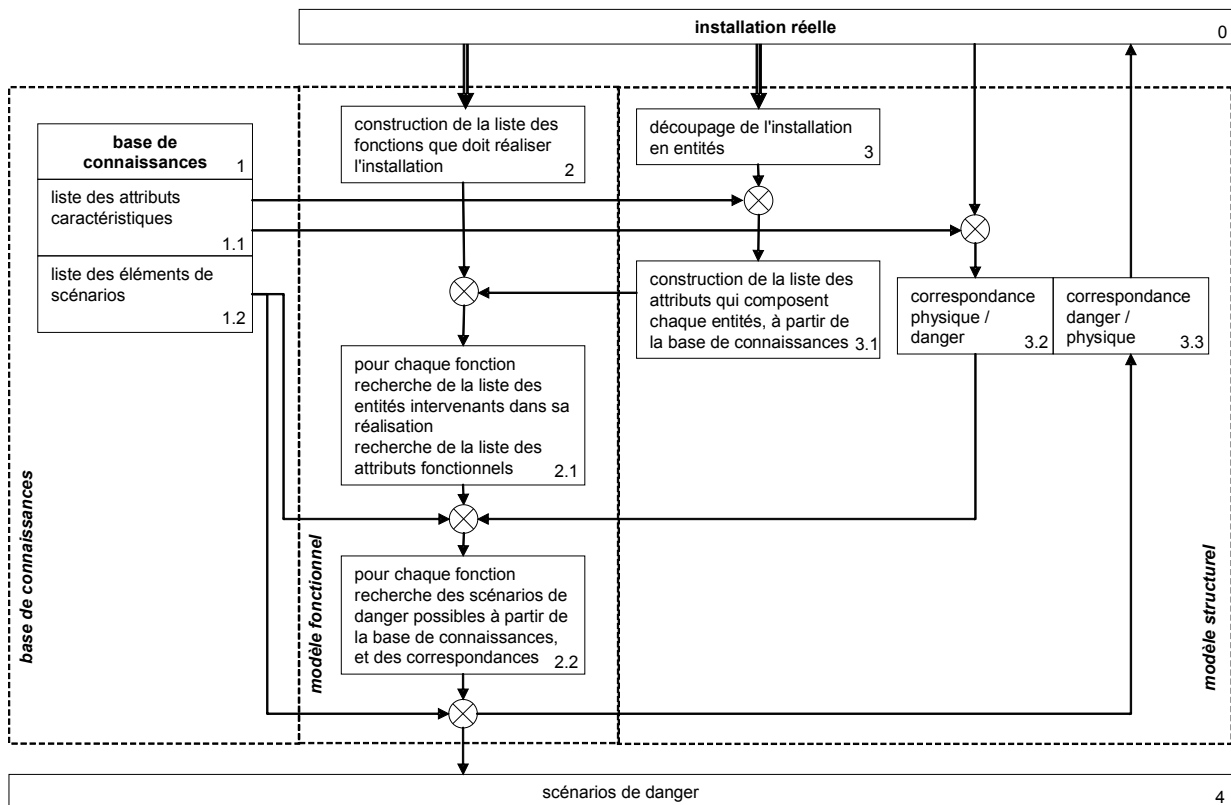 installation réelle
0
construction de la liste des
fonctions que doit réaliser
l'installation
2
découpage de l'installation
en entités
3
base de
connaissances
1
liste des attributs
caractéristiques
1.1
liste des éléments de
scénarios
1.2
construction de la liste des
attributs qui composent
chaque entités, à partir de
la base de connaissances
3.1
correspondance
physique /
danger
3.2
correspondance
danger /
physique
3.3
pour chaque fonction
recherche de la liste des
entités intervenants dans sa
réalisation
recherche de la liste des
attributs fonctionnels
2.1
pour chaque fonction
recherche des scénarios de
danger possibles à partir de
la base de connaissances,
et des correspondances
2.2
base de connaissances
modèle fonctionnel
modèle structurel
scénarios de danger
4